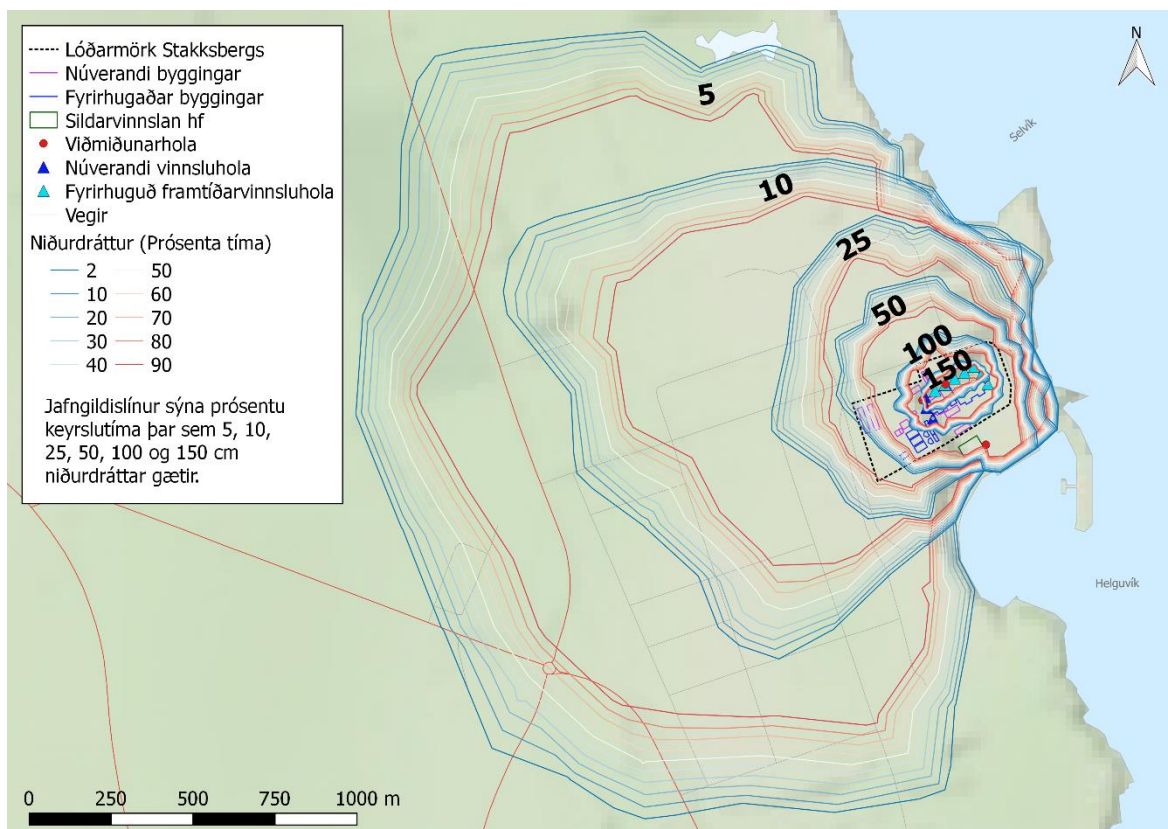 Lóðarmörk Stakksbergs
Núverandi byggingar
Fyrirhugaðar byggingar
Sildarvinnslan hf
Viðmiðunarhola
Núverandi vinnsluhola
Fyrirhuguð framtíðarvinnsluhola
Vegir
Niðurdráttur (Prósenta tíma)
2 50
10 60
20 70
30 80
40 90
Jafngildislínur sýna prósentu
keyrslutíma þar sem 5, 10,
25, 50, 100 og 150 cm
niðurdráttar gætir.
N
5
Selvík
10
25
50
100
150
Helguvík
0 250 500 750 1000 m